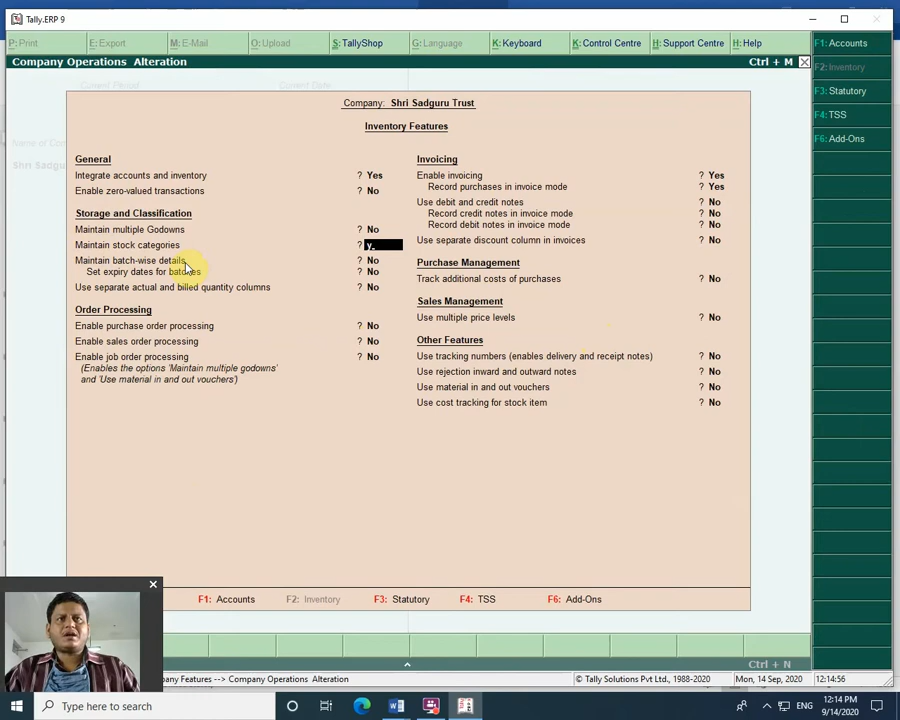 Tally.ERP 9
P: Print E: Export M: E-Mail O: Upload S: TallyShop G: Language K: Keyboard K: Control Centre H: Support Centre H: Help
F1: Accounts
Company Operations Alteration Ctrl + M
F2: Inventory
Current Period Current Date
F3: Statutory
F4: TSS
F6: Add-Ons
Company: Shri Sadguru Trust
Inventory Features
General
Integrate accounts and inventory ? Yes
Enable zero-valued transactions ? No
Storage and Classification
Maintain multiple Godowns ? No
Maintain stock categories ? y
Maintain batch-wise details ? No
Set expiry dates for batches ? No
Use separate actual and billed quantity columns ? No
Order Processing
Enable purchase order processing ? No
Enable sales order processing ? No
Enable job order processing ? No
(Enables the options 'Maintain multiple godowns'
and 'Use material in and out vouchers')
Invoicing
Enable invoicing ? Yes
Record purchases in invoice mode ? Yes
Use debit and credit notes ? No
Record credit notes in invoice mode ? No
Record debit notes in invoice mode ? No
Use separate discount column in invoices ? No
Purchase Management
Track additional costs of purchases ? No
Sales Management
Use multiple price levels ? No
Other Features
Use tracking numbers (enables delivery and receipt notes) ? No
Use rejection inward and outward notes ? No
Use material in and out vouchers ? No
Use cost tracking for stock item ? No
Name of Co
Shri Sadgu
F1: Accounts F2: Inventory F3: Statutory F4: TSS F6: Add-Ons
Ctrl + N
pany Features --> Company Operations Alteration © Tally Solutions Pvt Ltd., 1988-2020 Mon, 14 Sep, 2020 12:14:56
Type here to search
ENG
12:14 PM
9/14/2020